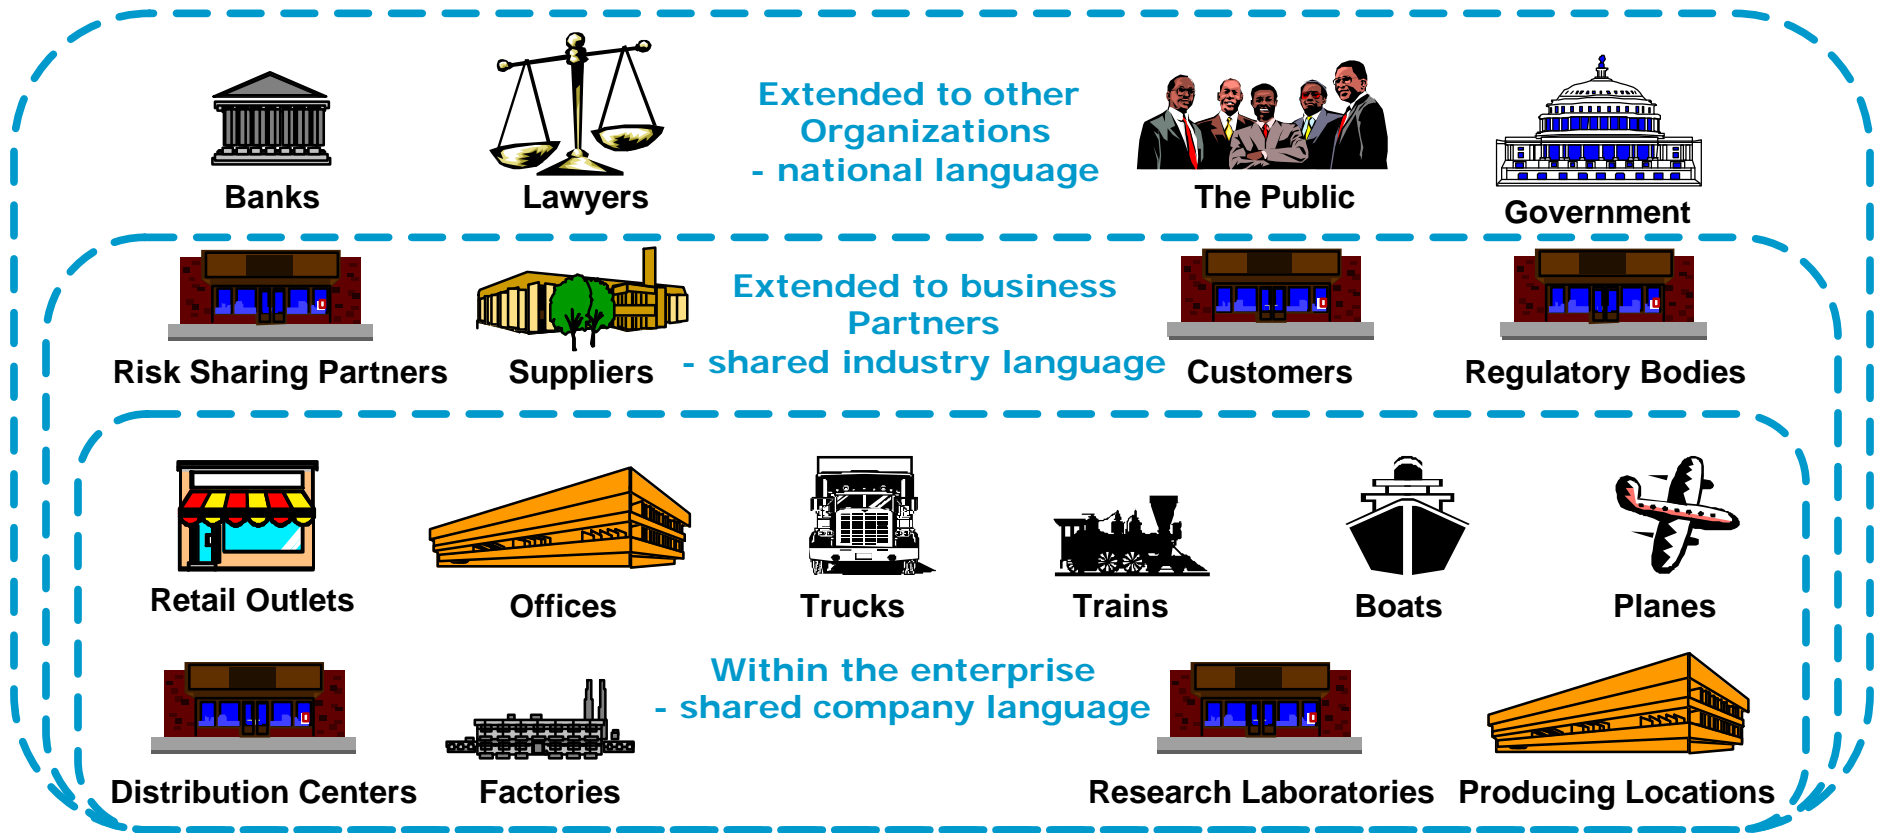 Extended to other
Organizations
- national language
Banks
Lawyers
The Public
Government
Extended to business
Partners
- shared industry language
Risk Sharing Partners
Suppliers
Customers
Regulatory Bodies
Retail Outlets
Offices
Trucks
Trains
Boats
Planes
Within the enterprise
- shared company language
Distribution Centers
Factories
Research Laboratories
Producing Locations